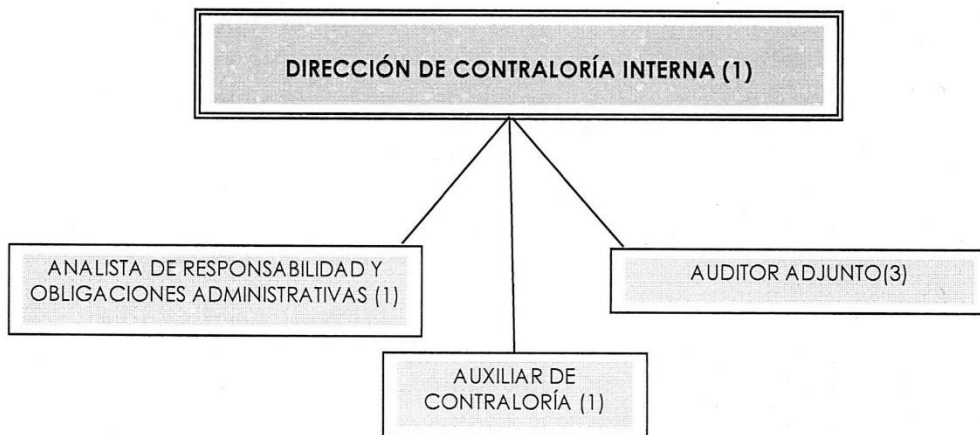 DIRECCIÓN DE CONTRALORÍA INTERNA (1)
ANALISTA DE RESPONSABILIDAD Y
OBLIGACIONES ADMINISTRATIVAS (1)
AUDITOR ADJUNTO(3)
AUXILIAR DE
CONTRALORÍA (1)